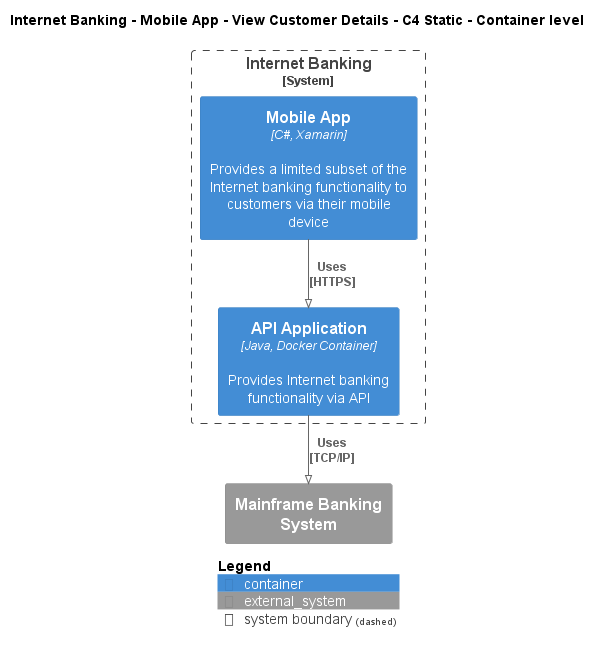 Internet Banking - Mobile App - View Customer Details - C4 Static - Container level
Internet Banking
[System]
Mobile App
[C#, Xamarin]
Provides a limited subset of the
Internet banking functionality to
customers via their mobile
device
Uses
[HTTPS]
API Application
[Java, Docker Container]
Provides Internet banking
functionality via API
Uses
[TCP/IP]
Mainframe Banking
System
Legend
container
external_system
system boundary (dashed)